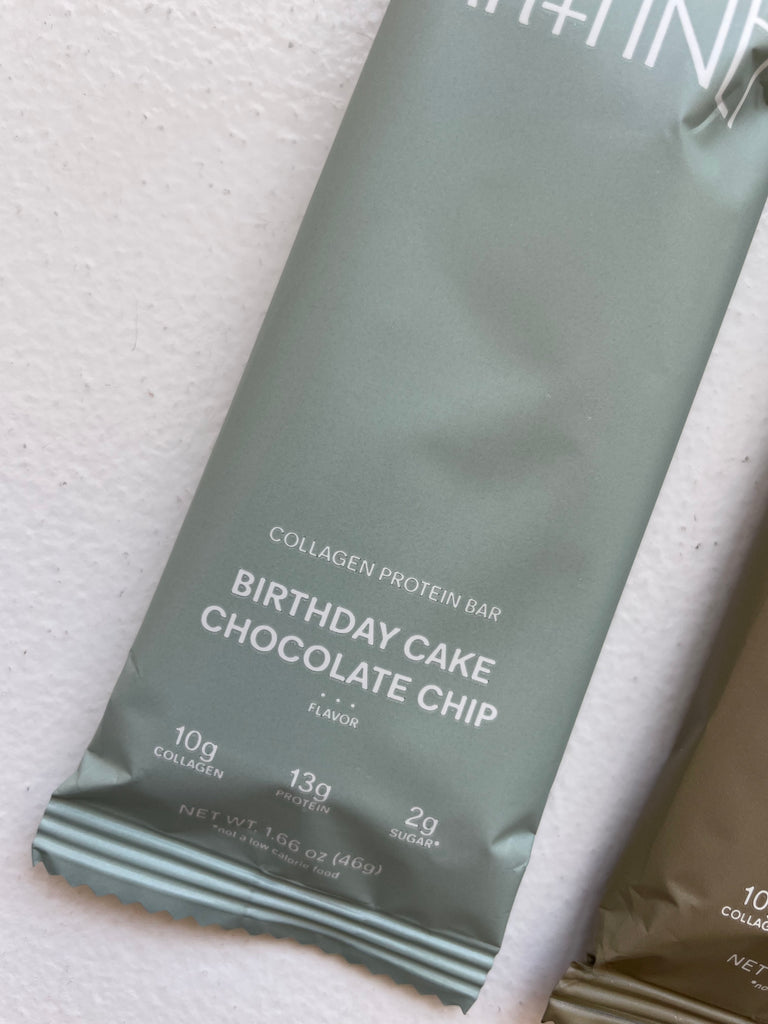 COLLAGEN PROTEIN BAR
BIRTHDAY CAKE
CHOCOLATE CHIP
FLAVOR
10g
COLLAGEN
13g
PROTEIN
2g
SUGAR*
NET WT. 1.66 oz (46g)
*not a low calorie food
NET